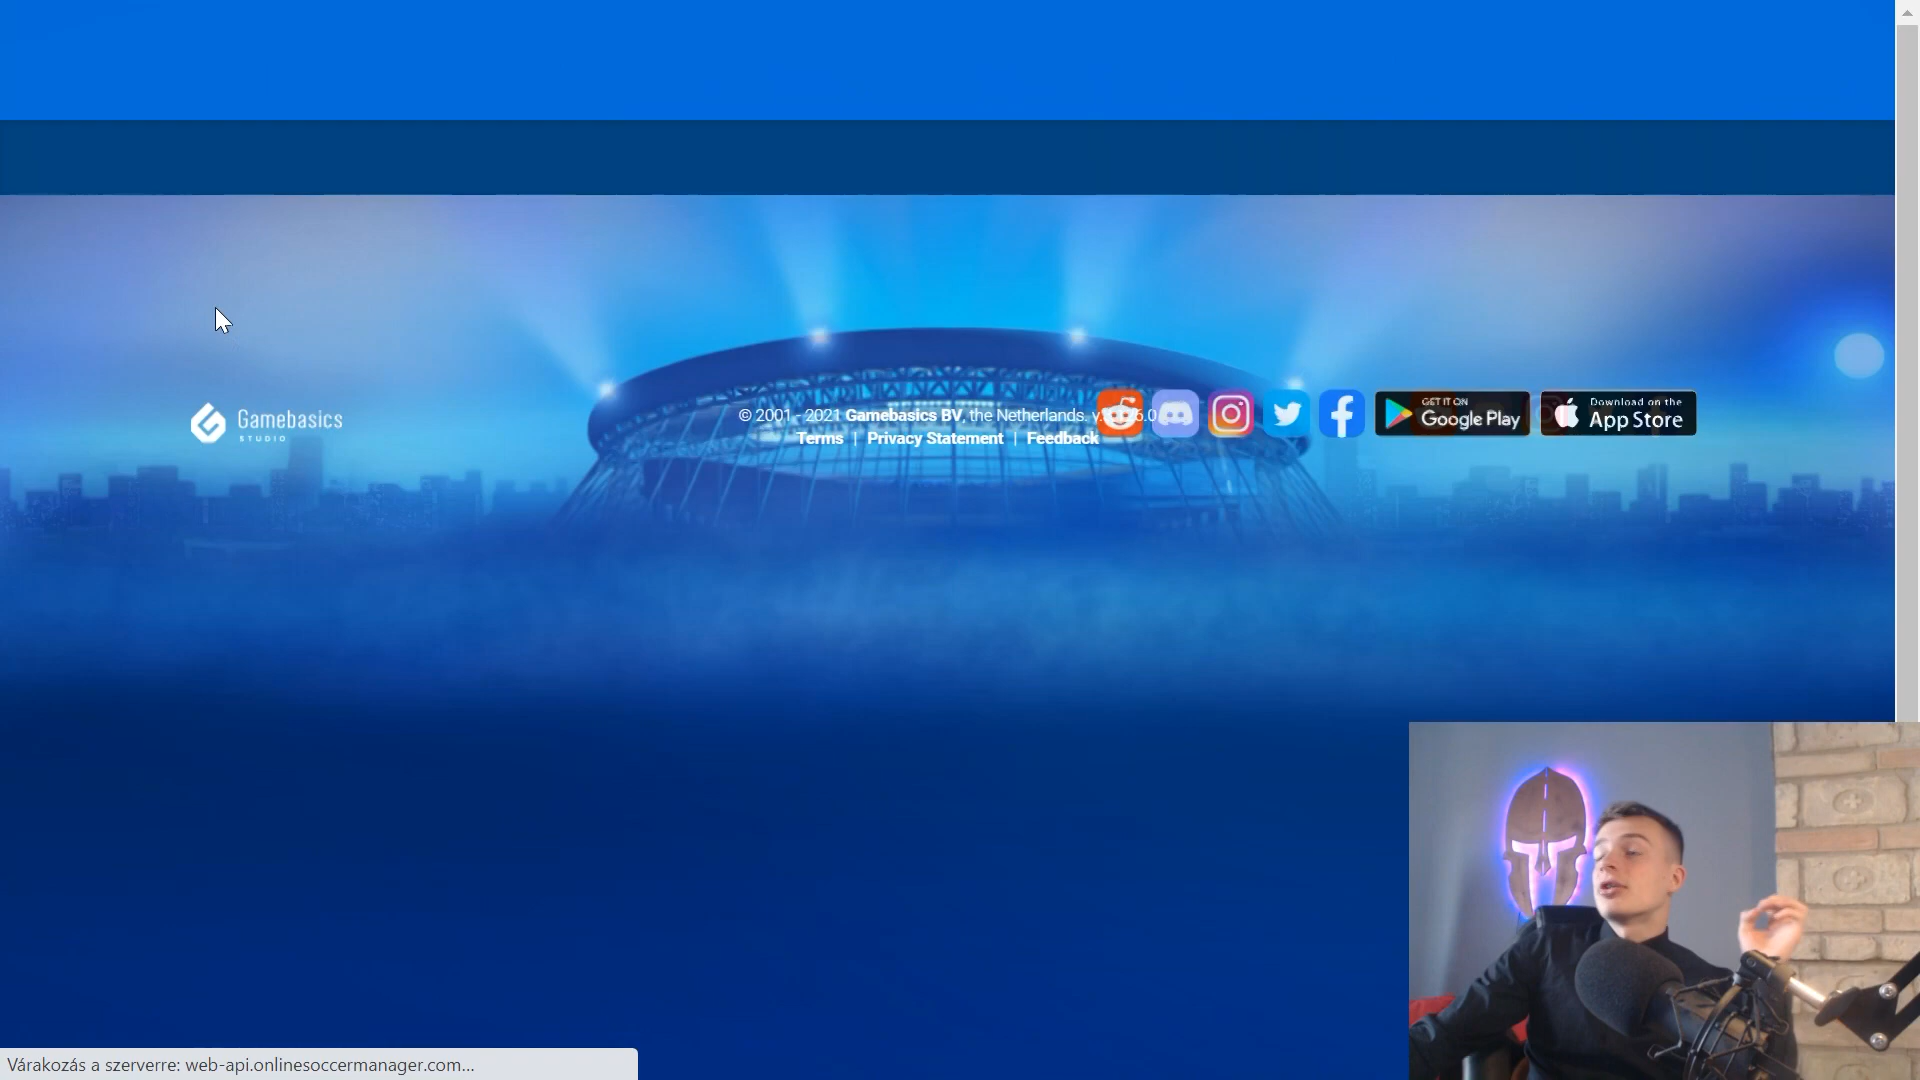 Gamebasics
STUDIO
© 2001 - 2021 Gamebasics BV, the Netherlands.
Terms | Privacy Statement | Feedback
GET IT ON
Google Play
Download on the
App Store
Várakozás a szerverre: web-api.onlinesoccermanager.com...